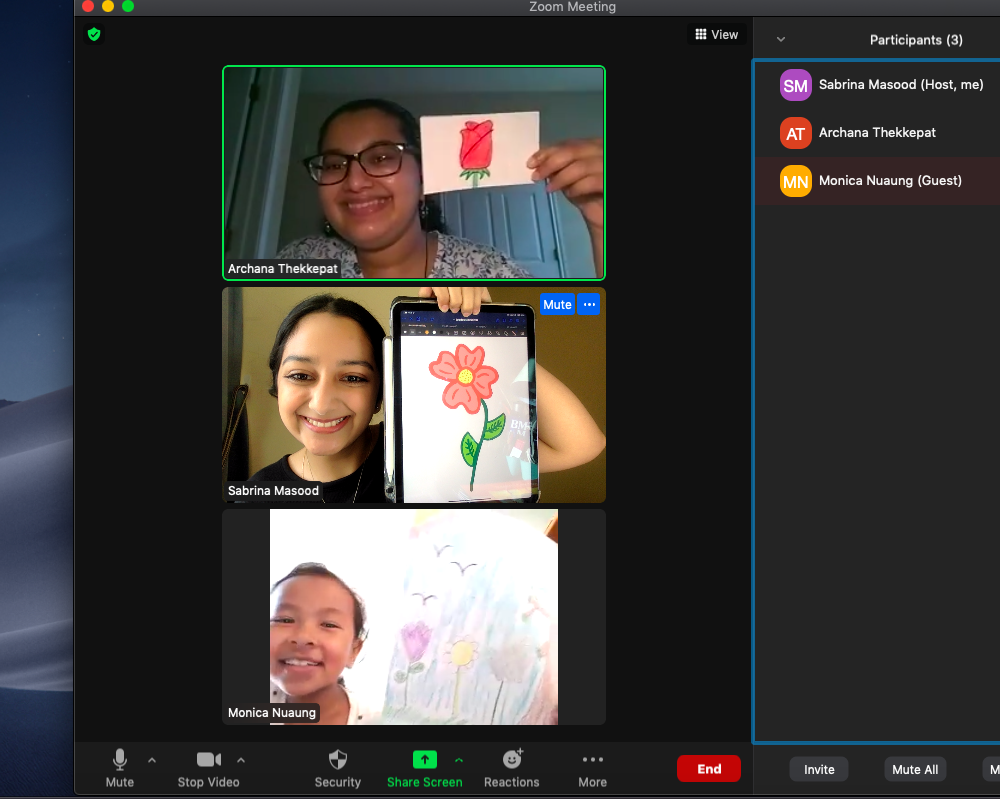 Zoom Meeting
View
Participants (3)
SM Sabrina Masood (Host, me)
AT Archana Thekkepat
MN Monica Nuaung (Guest)
Archana Thekkepat
Mute ...
Sabrina Masood
Monica Nuaung
Mute
Stop Video
Security
Share Screen
Reactions
More
End
Invite
Mute All
M